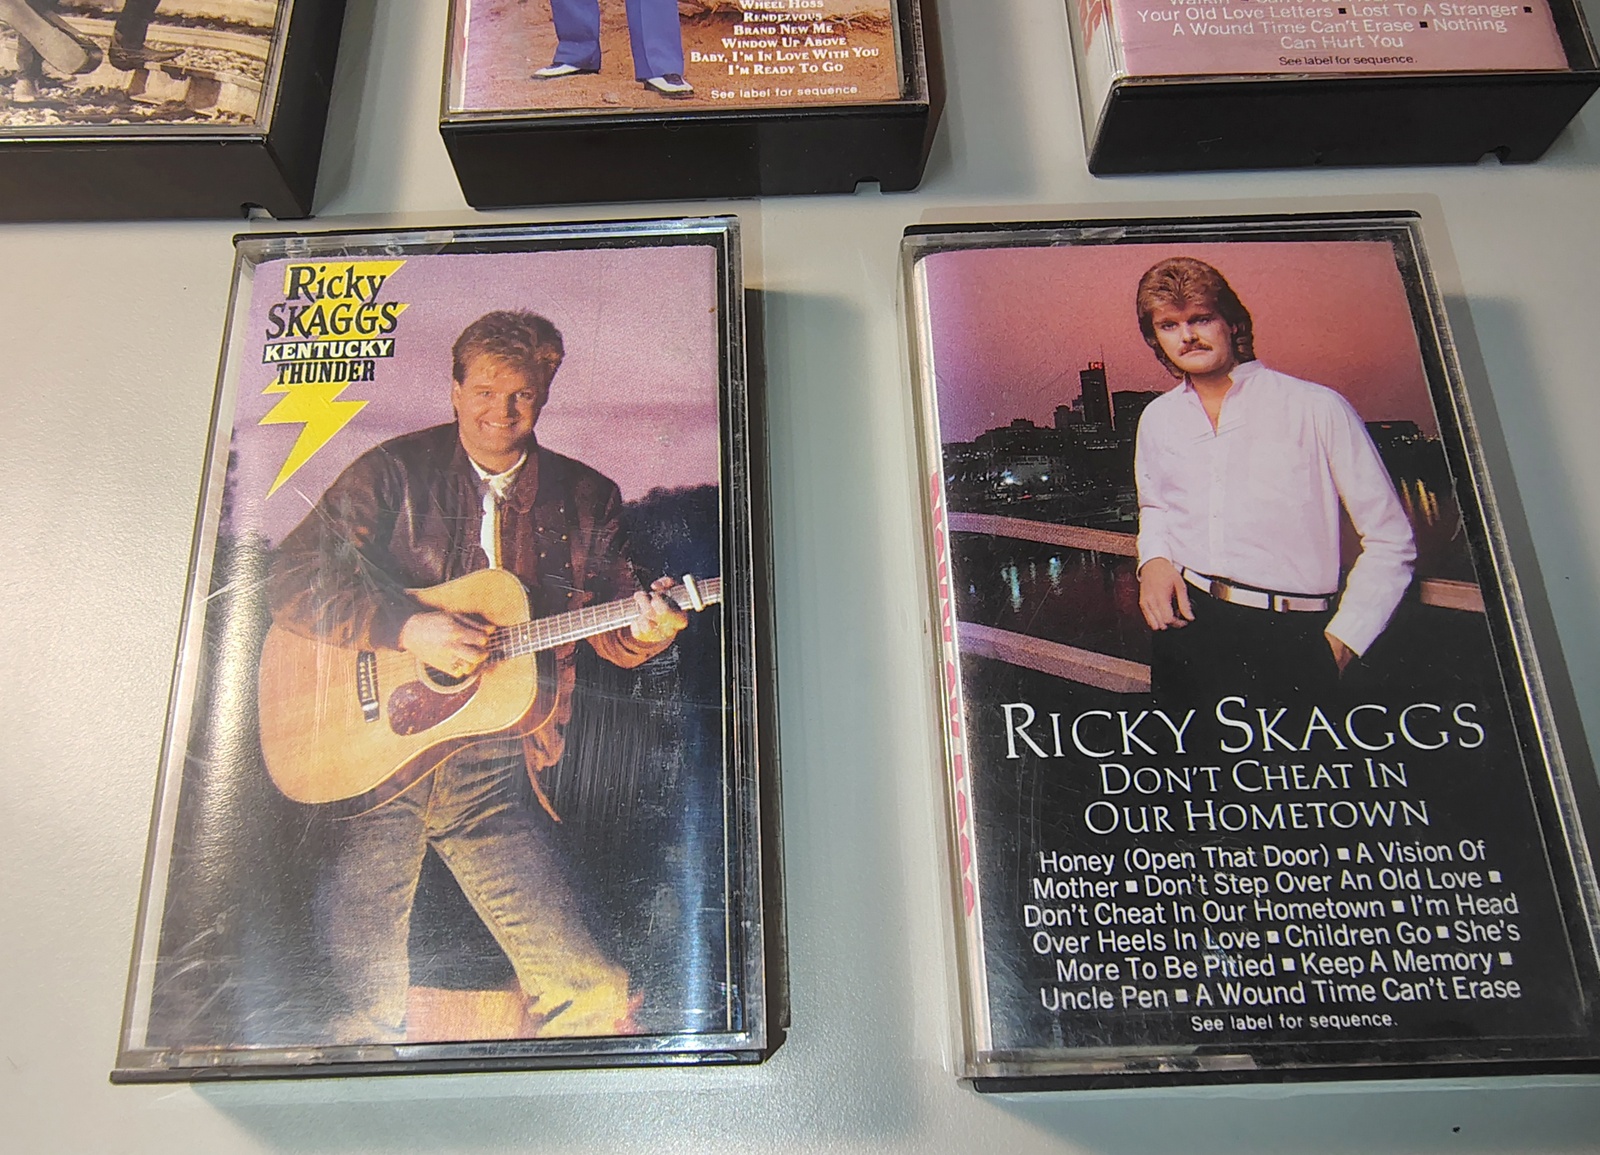 WHEEL HOSS
RENDEZVOUS
BRAND NEW ME
WINDOW UP ABOVE
BABY, I'M IN LOVE WITH YOU
I'M READY TO GO
See label for sequence
Your Old Love Letters ■ Lost To A Stranger ■
A Wound Time Can't Erase ■ Nothing
Can Hurt You
See label for sequence.
Ricky
SKAGGS
KENTUCKY
THUNDER
RICKY SKAGGS
DON'T CHEAT IN
OUR HOMETOWN
Honey (Open That Door) ■ A Vision Of
Mother ■ Don't Step Over An Old Love ■
Don't Cheat In Our Hometown ■ I'm Head
Over Heels In Love ■ Children Go ■ She's
More To Be Pitied ■ Keep A Memory ■
Uncle Pen ■ A Wound Time Can't Erase
See label for sequence.